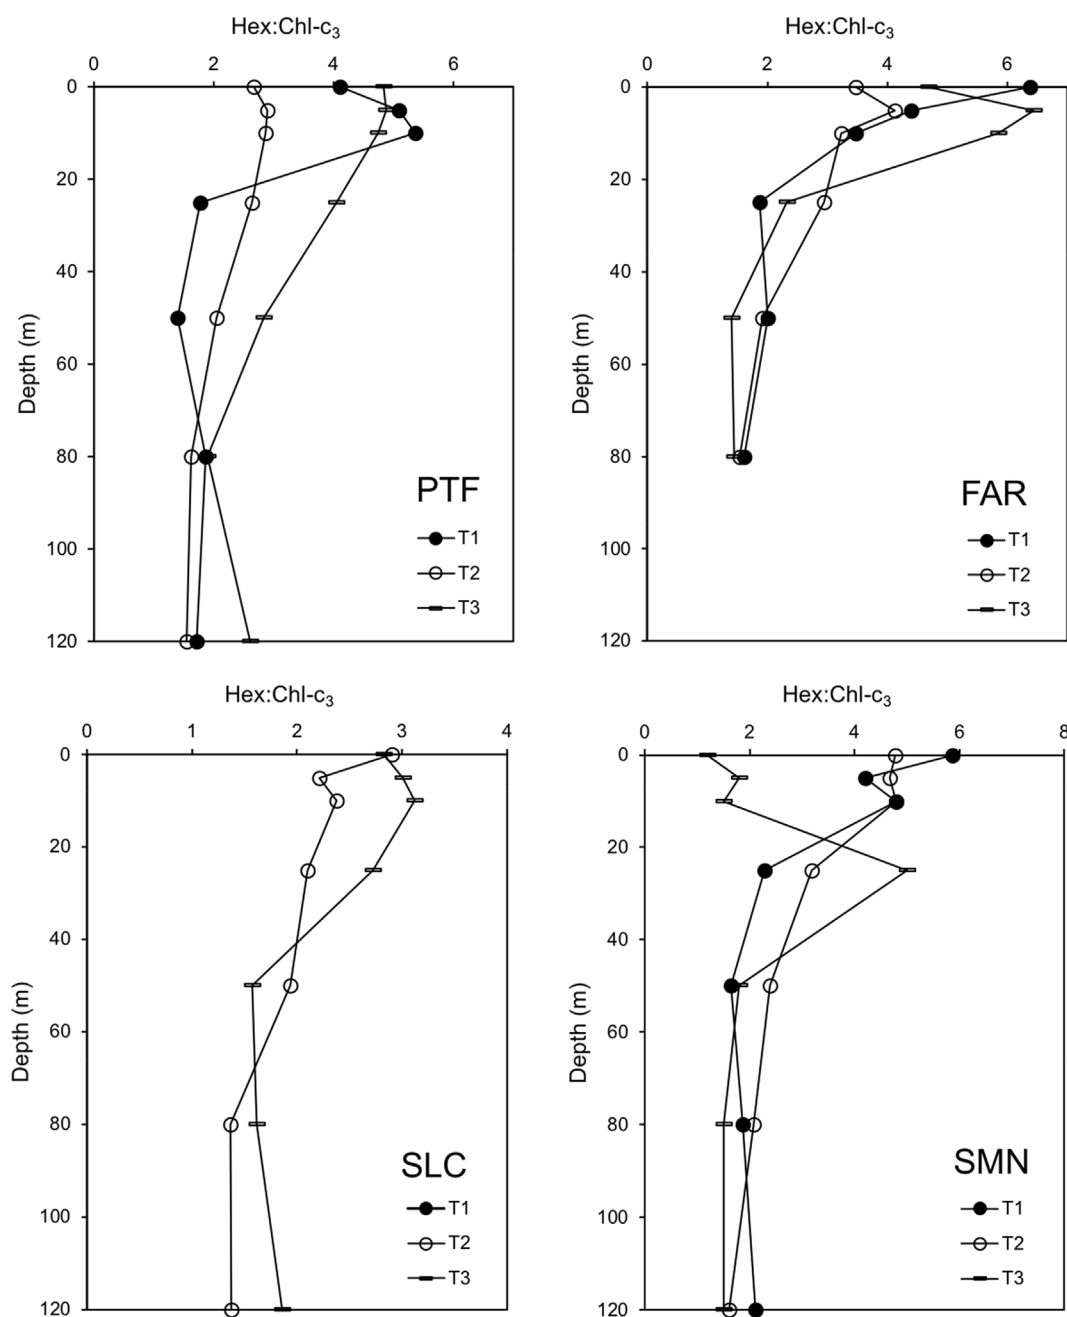 Hex:Chl-c3
0 2 4 6
0
20
40
60
80
100
120
Depth (m)
PTF
T1
T2
T3
Hex:Chl-c3
0 2 4 6
0
20
40
60
80
100
120
Depth (m)
FAR
T1
T2
T3
Hex:Chl-c3
0 1 2 3 4
0
20
40
60
80
100
120
Depth (m)
SLC
T1
T2
T3
Hex:Chl-c3
0 2 4 6 8
0
20
40
60
80
100
120
Depth (m)
SMN
T1
T2
T3